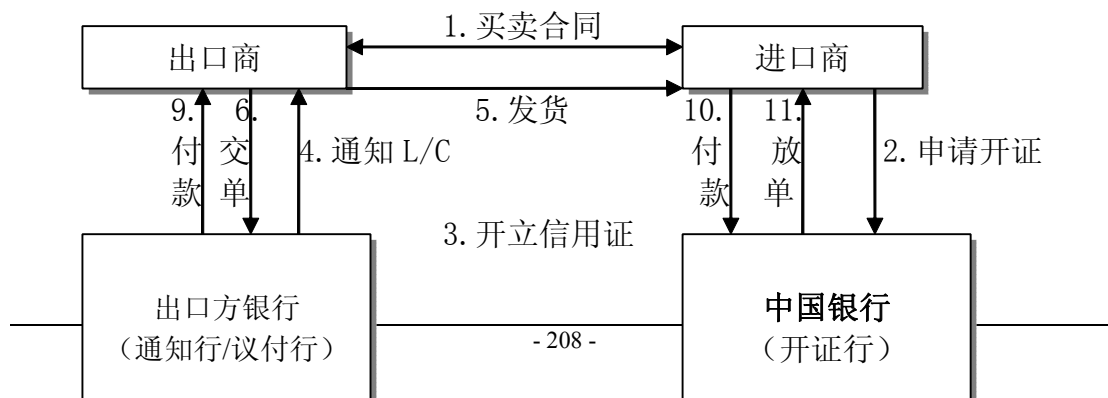 1.买卖合同
出口商
进口商
5.发货
9.付款
6.交单
4.通知 L/C
10.付款
11.放单
2.申请开证
3.开立信用证
出口方银行
（通知行/议付行）
中国银行
（开证行）
- 208 -